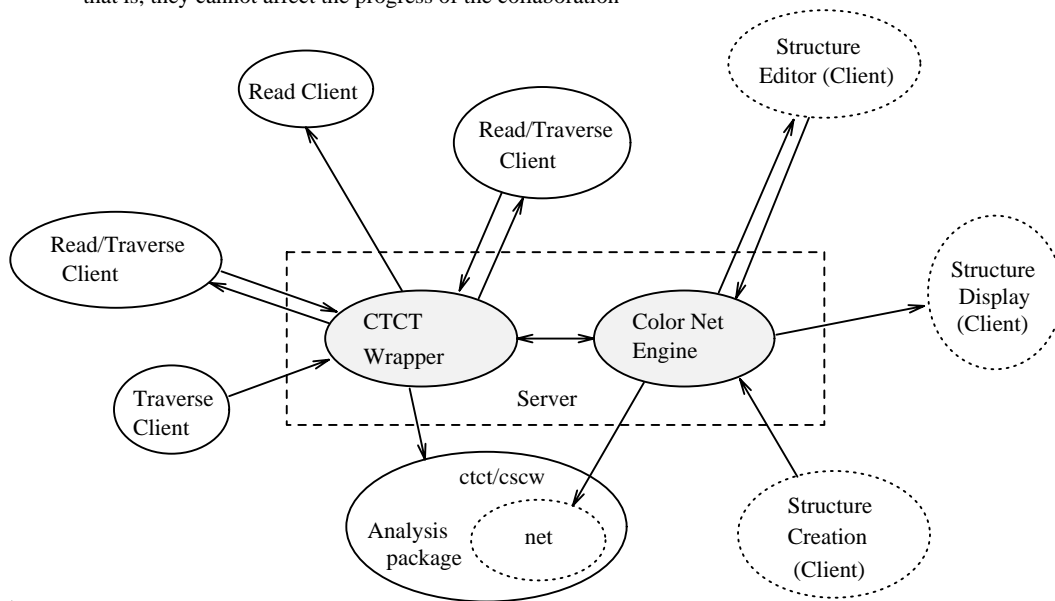 that is, they cannot affect the progress of the collaboration
Structure
Editor (Client)
Read Client
Read/Traverse
Client
Read/Traverse
Client
Structure
Display
(Client)
CTCT
Wrapper
Color Net
Engine
Traverse
Client
Server
ctct/cscw
Analysis
package
net
Structure
Creation
(Client)